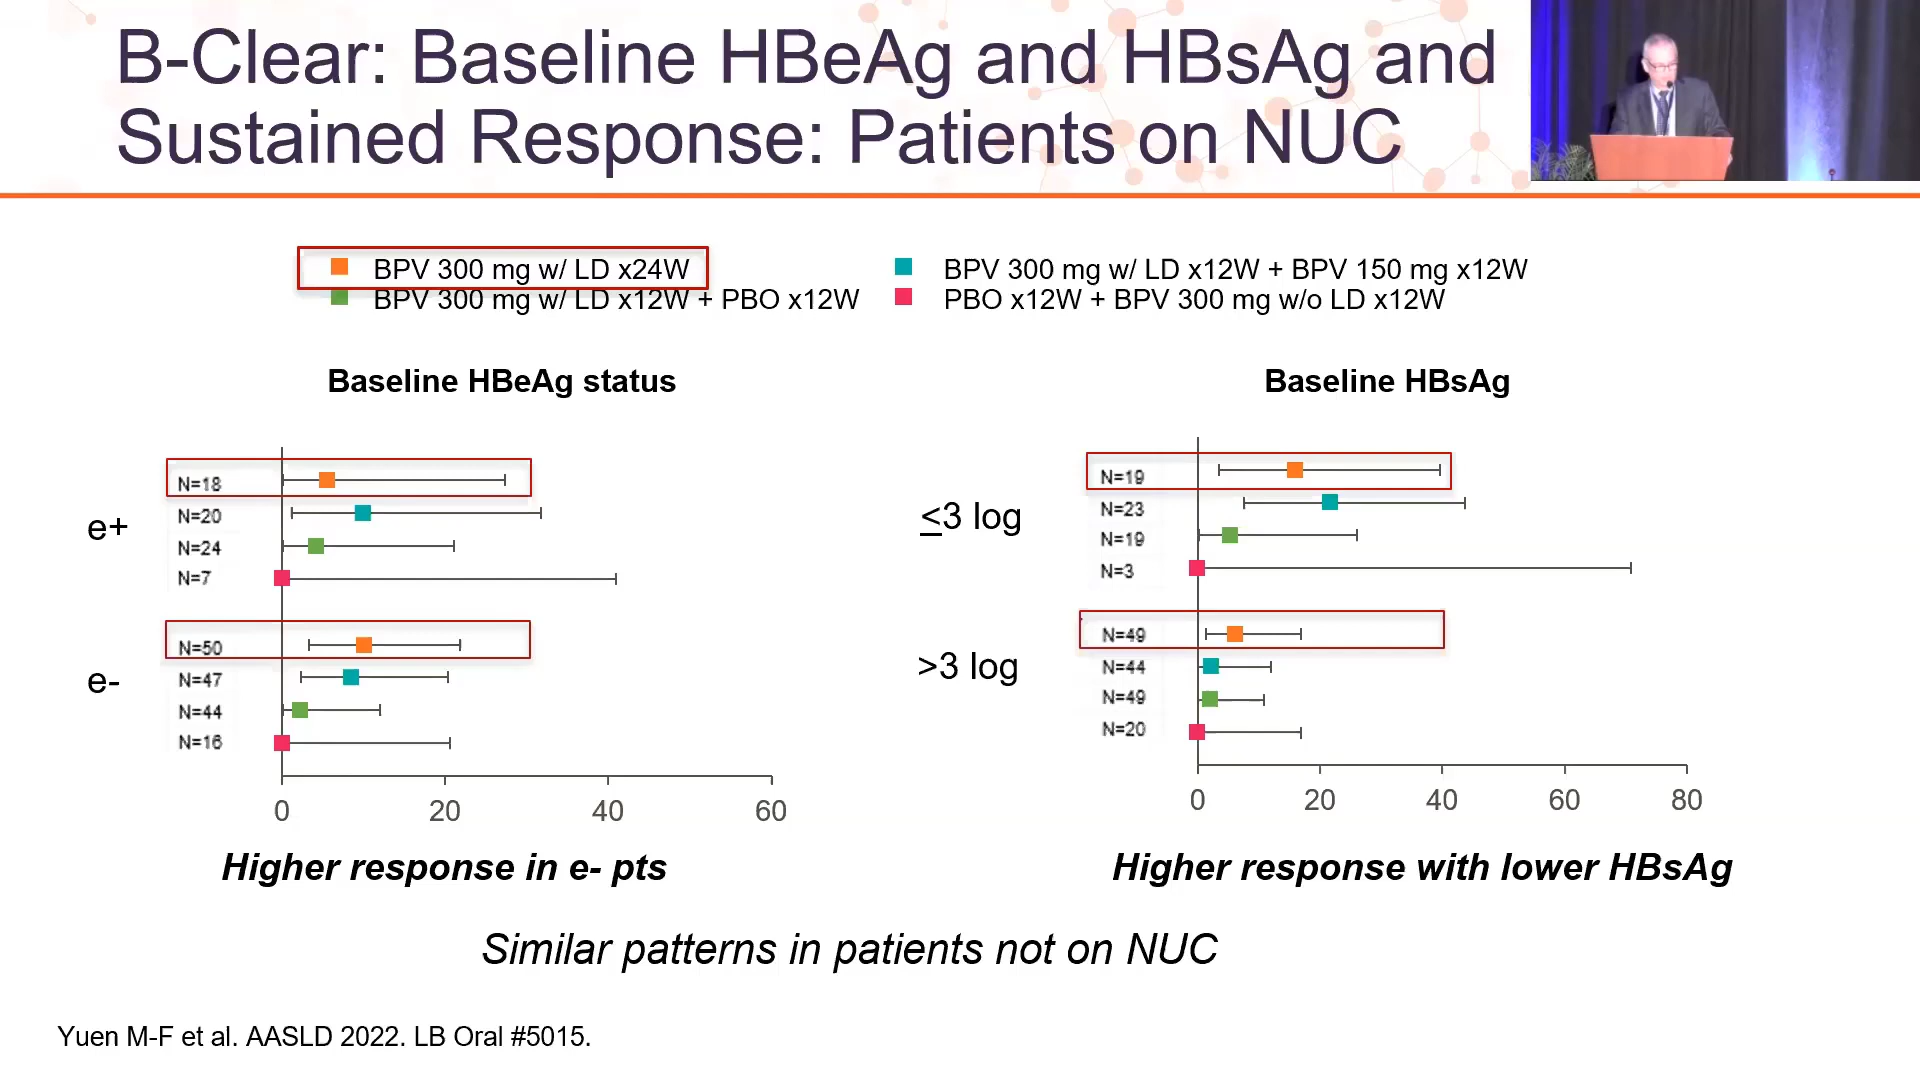 B-Clear: Baseline HBeAg and HBsAg and
Sustained Response: Patients on NUC
BPV 300 mg w/ LD x24W
BPV 300 mg w/ LD x12W + BPV 150 mg x12W
BPV 300 mg w/ LD x12W + PBO x12W
PBO x12W + BPV 300 mg w/o LD x12W
Baseline HBeAg status
e+
N=18
N=20
N=24
N=7
e-
N=50
N=47
N=44
N=16
0 20 40 60
Higher response in e- pts
Baseline HBsAg
≤3 log
N=19
N=23
N=19
N=3
>3 log
N=49
N=44
N=49
N=20
0 20 40 60 80
Higher response with lower HBsAg
Similar patterns in patients not on NUC
Yuen M-F et al. AASLD 2022. LB Oral #5015.